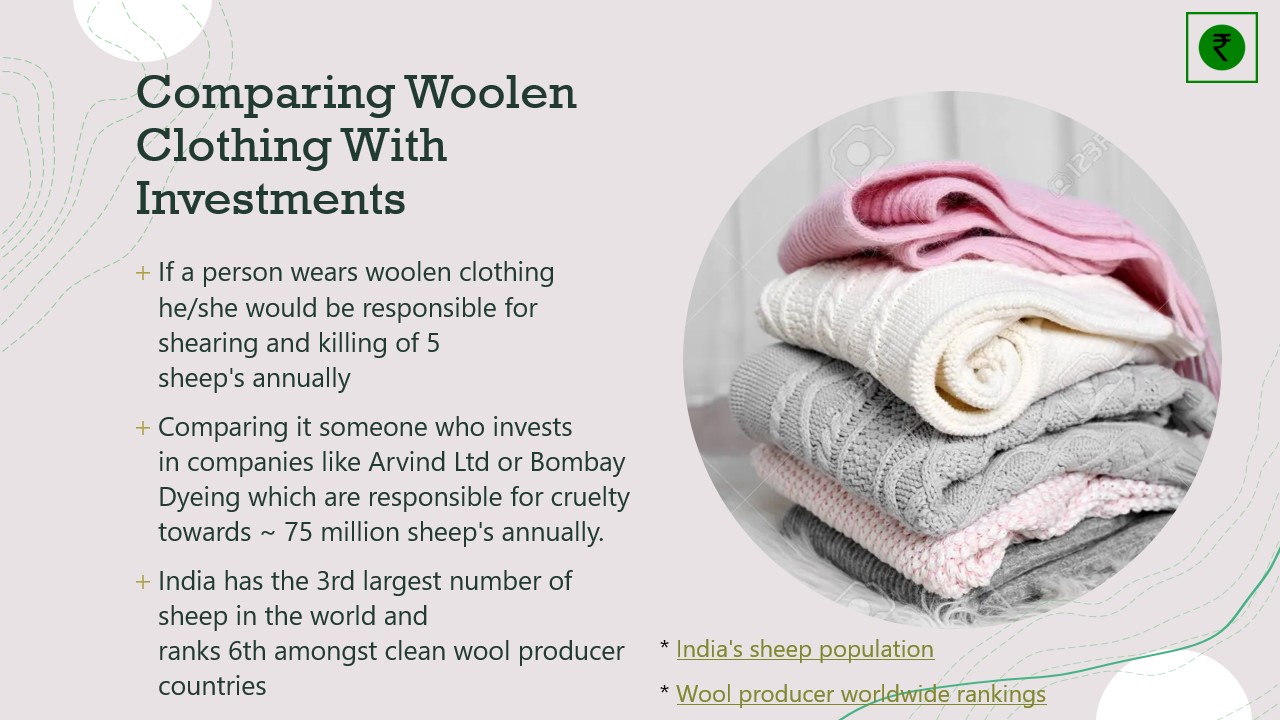 Comparing Woolen
Clothing With
Investments
₹
+ If a person wears woolen clothing
he/she would be responsible for
shearing and killing of 5
sheep's annually
+ Comparing it someone who invests
in companies like Arvind Ltd or Bombay
Dyeing which are responsible for cruelty
towards ~ 75 million sheep's annually.
+ India has the 3rd largest number of
sheep in the world and
ranks 6th amongst clean wool producer
countries
123F
* India's sheep population
* Wool producer worldwide rankings